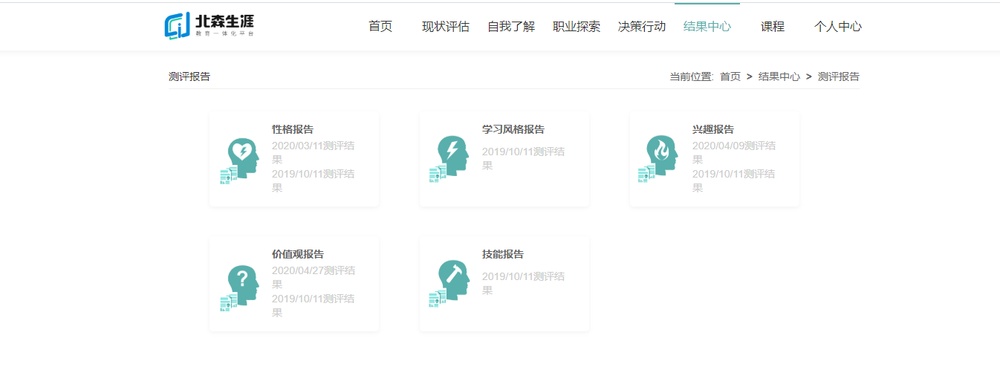 北森生涯
教育一体化平台
首页 现状评估 自我了解 职业探索 决策行动 结果中心 课程 个人中心
测评报告
当前位置: 首页 > 结果中心 > 测评报告
性格报告
2020/03/11测评结
果
2019/10/11测评结
果
学习风格报告
2019/10/11测评结
果
兴趣报告
2020/04/09测评结
果
2019/10/11测评结
果
价值观报告
2020/04/27测评结
果
2019/10/11测评结
果
技能报告
2019/10/11测评结
果